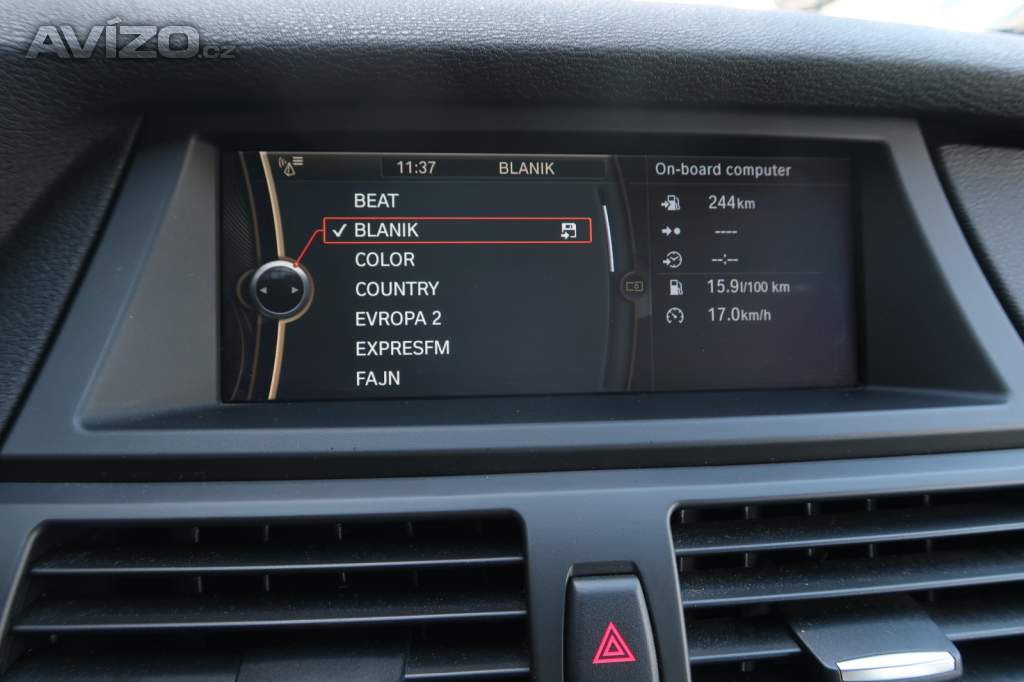 AVÍZO.cz
11:37 BLANIK
BEAT
✓ BLANIK
COLOR
COUNTRY
EVROPA 2
EXPRESFM
FAJN
On-board computer
244km
----
--:--
15.9l/100 km
17.0km/h